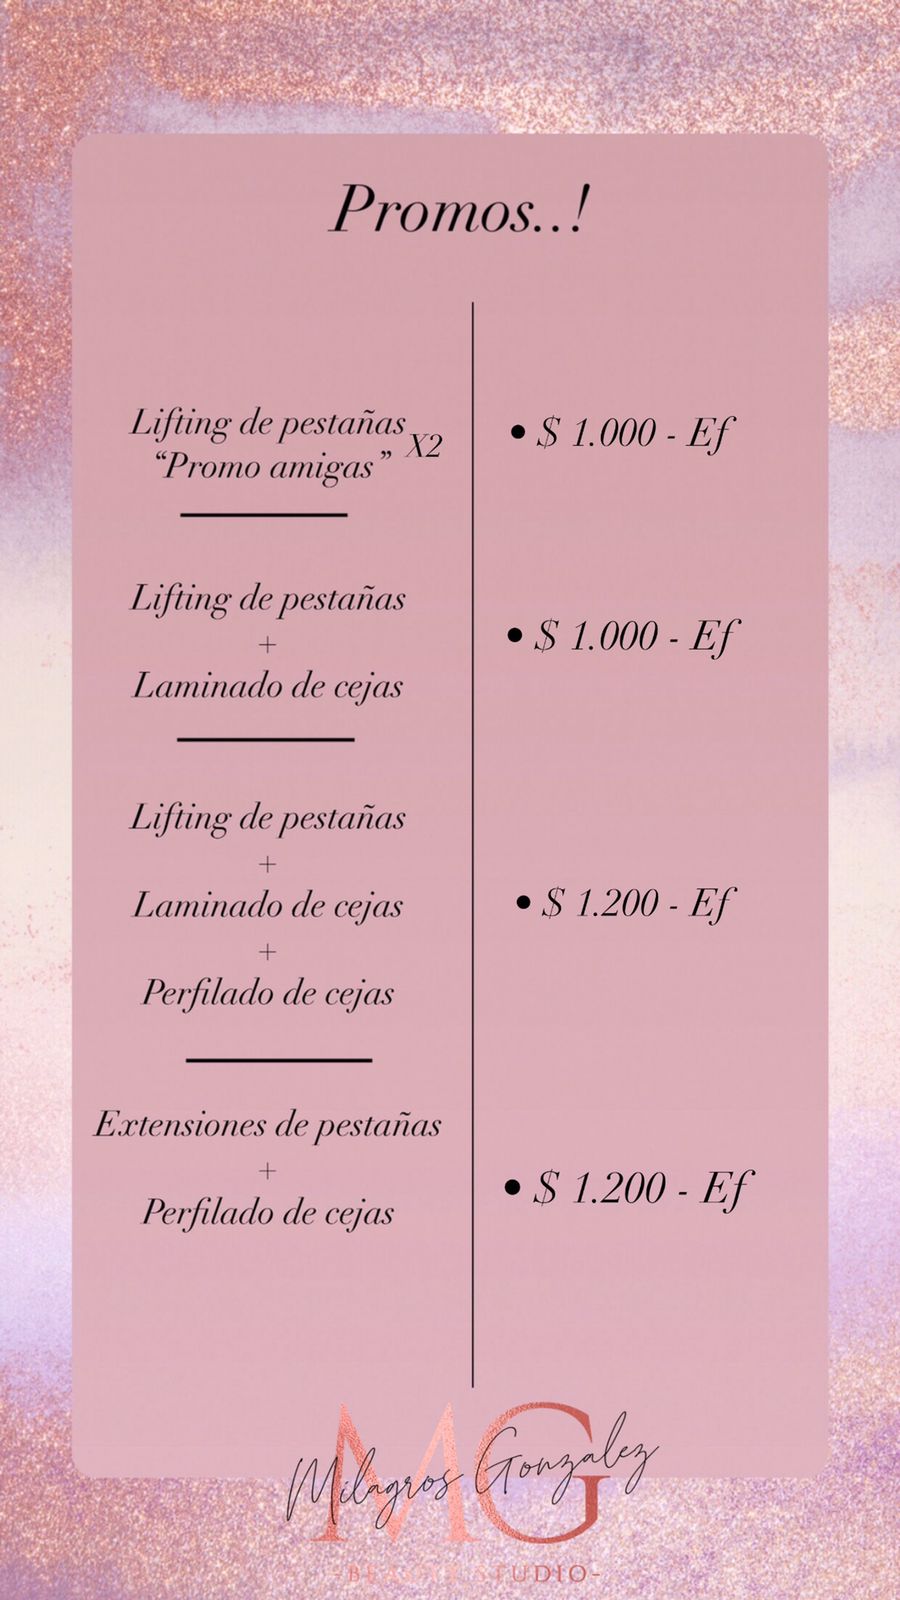 Promos..!
Lifting de pestañas
“Promo amigas” X2
• $ 1.000 - Ef
Lifting de pestañas
+
Laminado de cejas
• $ 1.000 - Ef
Lifting de pestañas
+
Laminado de cejas
+
Perfilado de cejas
• $ 1.200 - Ef
Extensiones de pestañas
+
Perfilado de cejas
• $ 1.200 - Ef
MG
Milagros Gonzalez
-BEAUTY STUDIO-